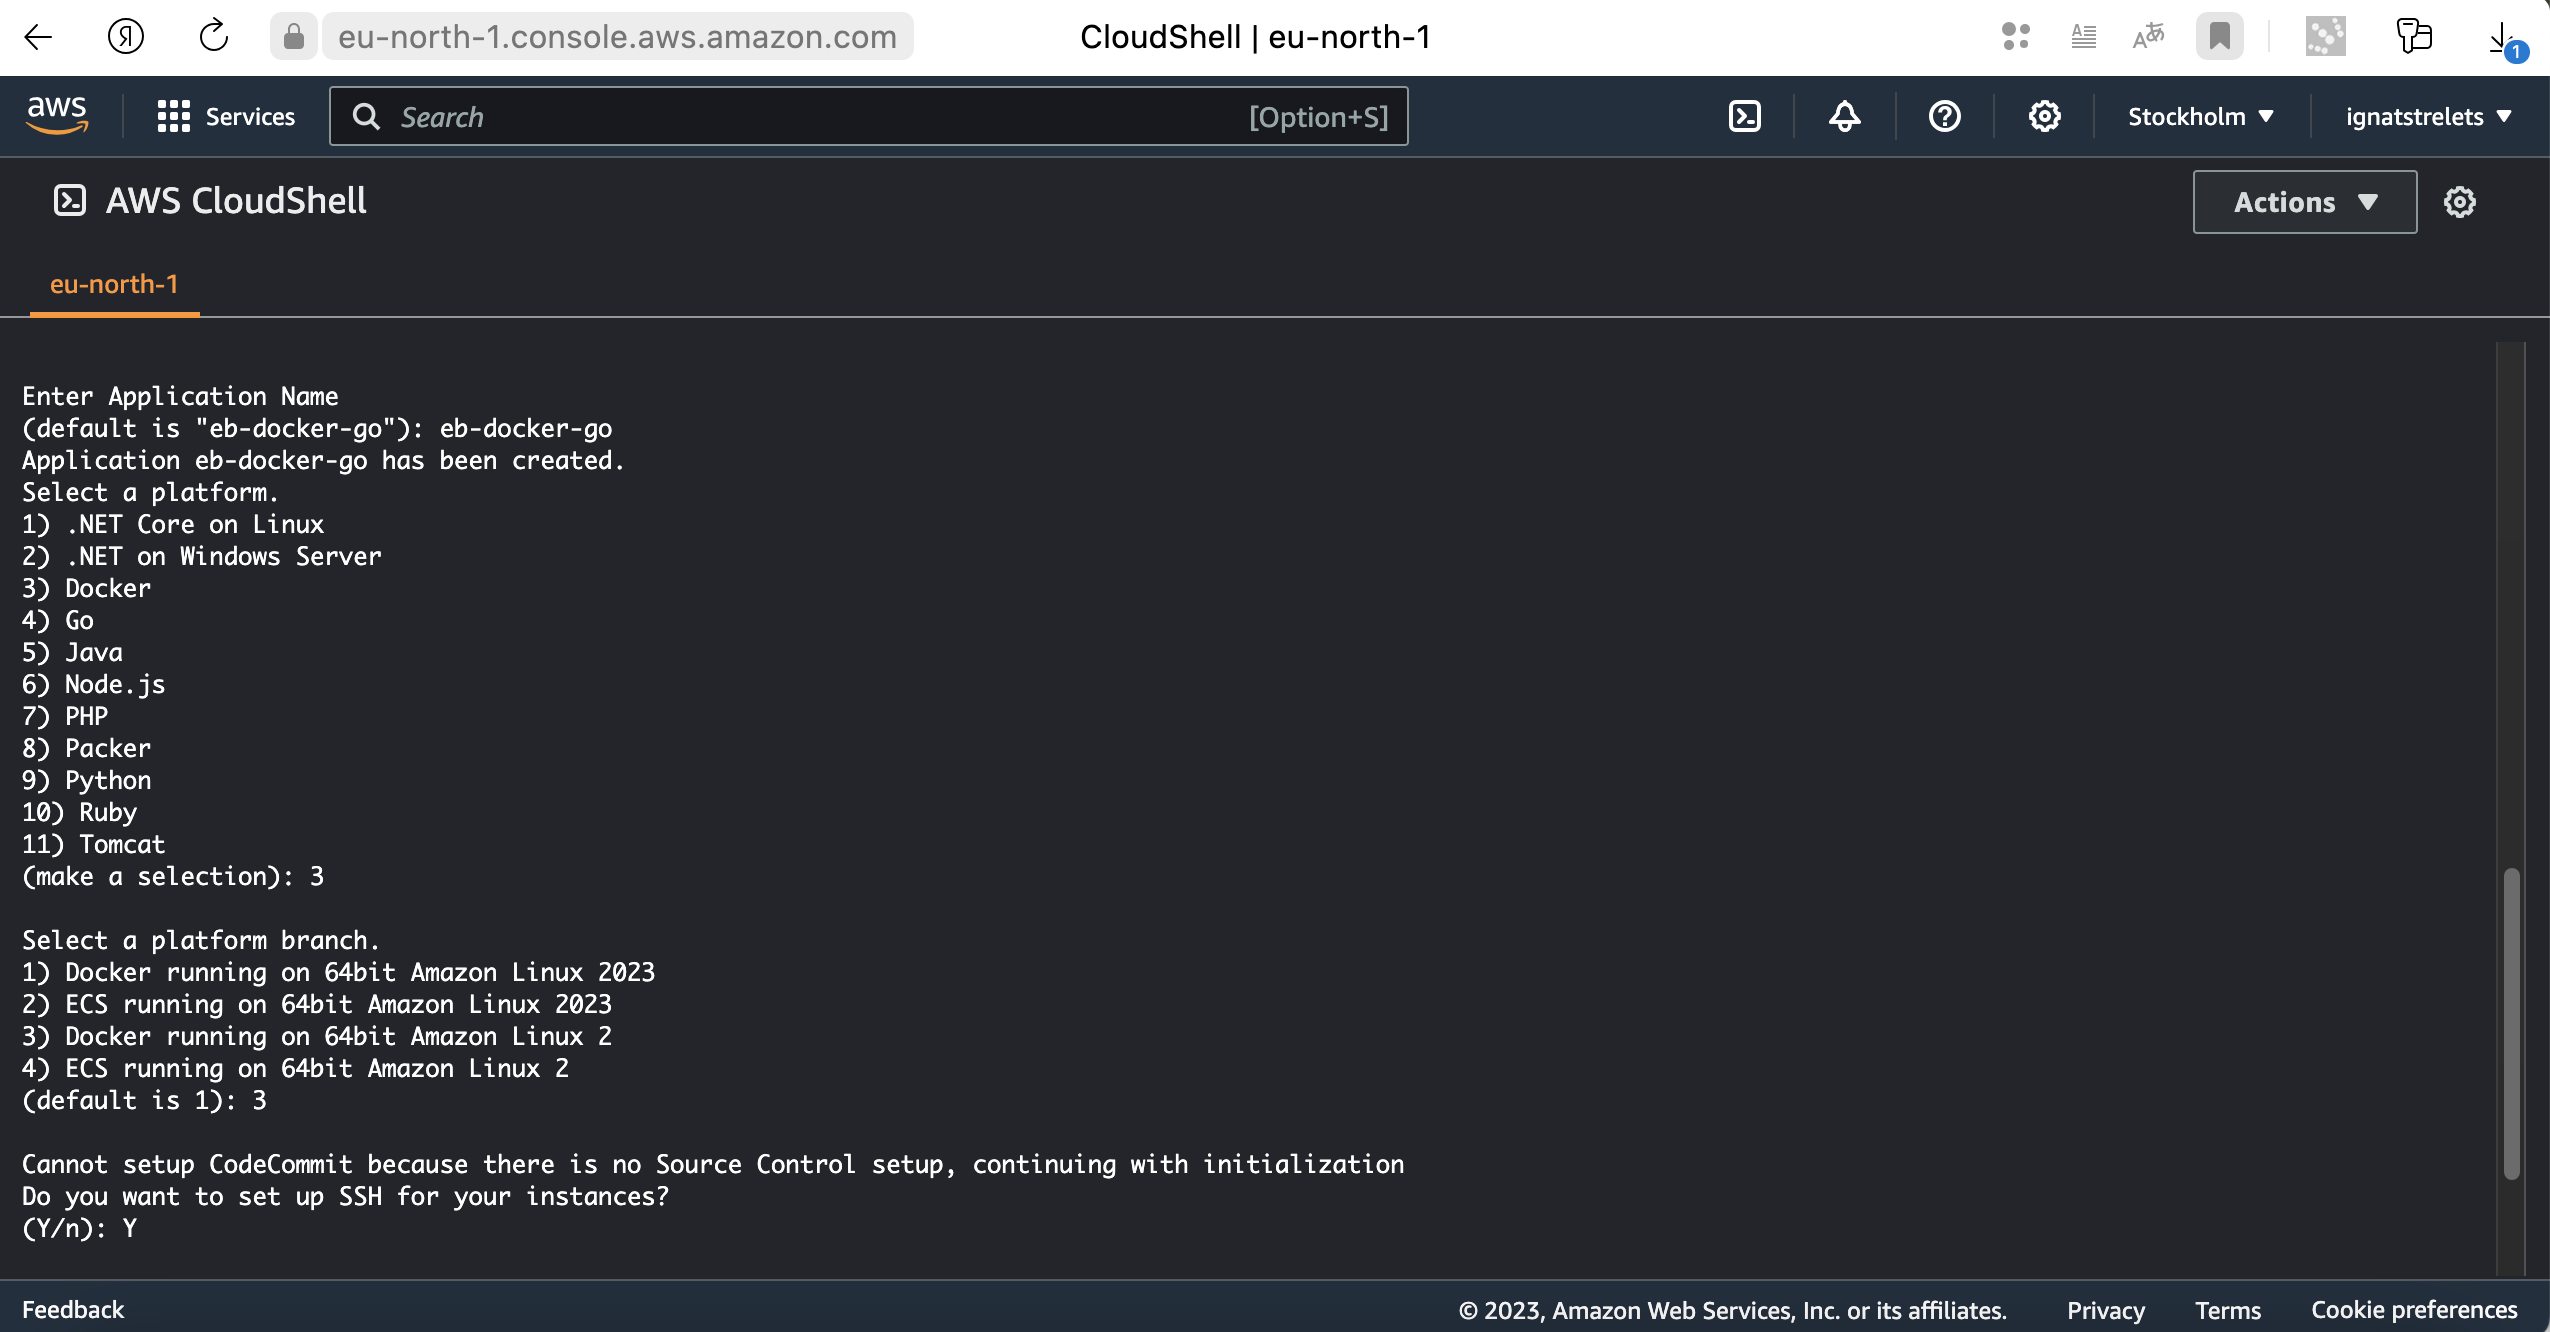 eu-north-1.console.aws.amazon.com
CloudShell | eu-north-1
1
aws
Services
Search
[Option+S]
Stockholm
ignatstrelets
AWS CloudShell
Actions
eu-north-1
Enter Application Name
(default is "eb-docker-go"): eb-docker-go
Application eb-docker-go has been created.
Select a platform.
1) .NET Core on Linux
2) .NET on Windows Server
3) Docker
4) Go
5) Java
6) Node.js
7) PHP
8) Packer
9) Python
10) Ruby
11) Tomcat
(make a selection): 3
Select a platform branch.
1) Docker running on 64bit Amazon Linux 2023
2) ECS running on 64bit Amazon Linux 2023
3) Docker running on 64bit Amazon Linux 2
4) ECS running on 64bit Amazon Linux 2
(default is 1): 3
Cannot setup CodeCommit because there is no Source Control setup, continuing with initialization
Do you want to set up SSH for your instances?
(Y/n): Y
Feedback
© 2023, Amazon Web Services, Inc. or its affiliates.
Privacy
Terms
Cookie preferences